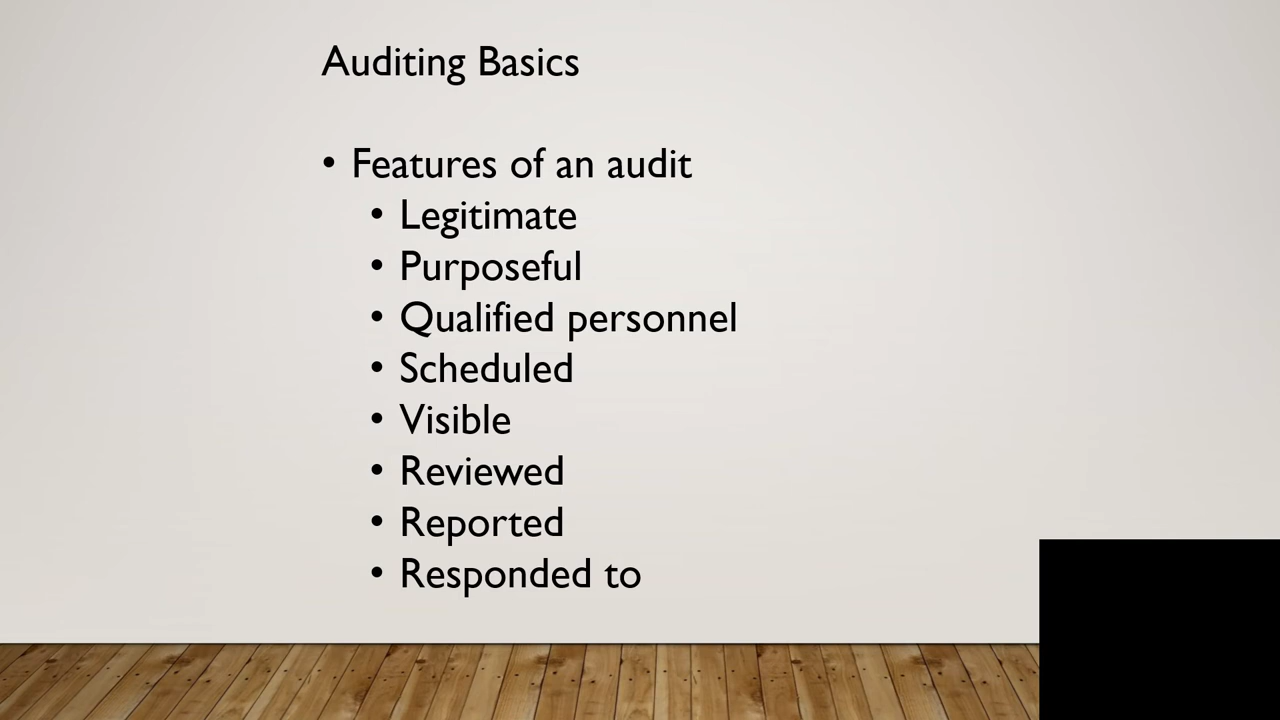 Auditing Basics
• Features of an audit
• Legitimate
• Purposeful
• Qualified personnel
• Scheduled
• Visible
• Reviewed
• Reported
• Responded to